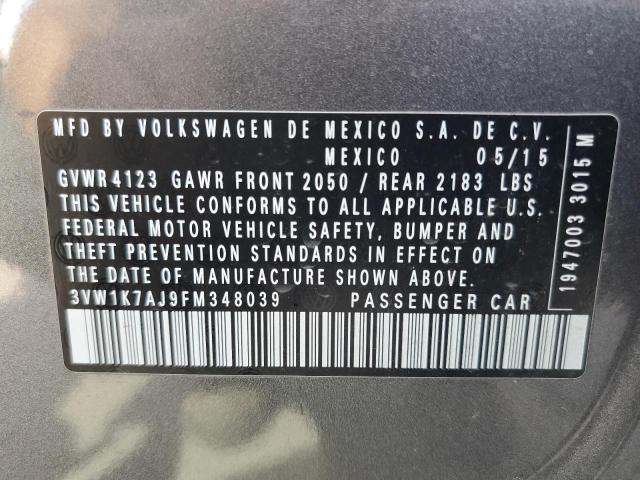 MFD BY VOLKSWAGEN DE MEXICO S.A. DE C.V.
MEXICO 05/15
GVWR 4123 GAWR FRONT 2050 / REAR 2183 LBS
THIS VEHICLE CONFORMS TO ALL APPLICABLE U.S.
FEDERAL MOTOR VEHICLE SAFETY, BUMPER AND
THEFT PREVENTION STANDARDS IN EFFECT ON
THE DATE OF MANUFACTURE SHOWN ABOVE.
3VW1K7AJ9FM348039 PASSENGER CAR
1947003 3015 M